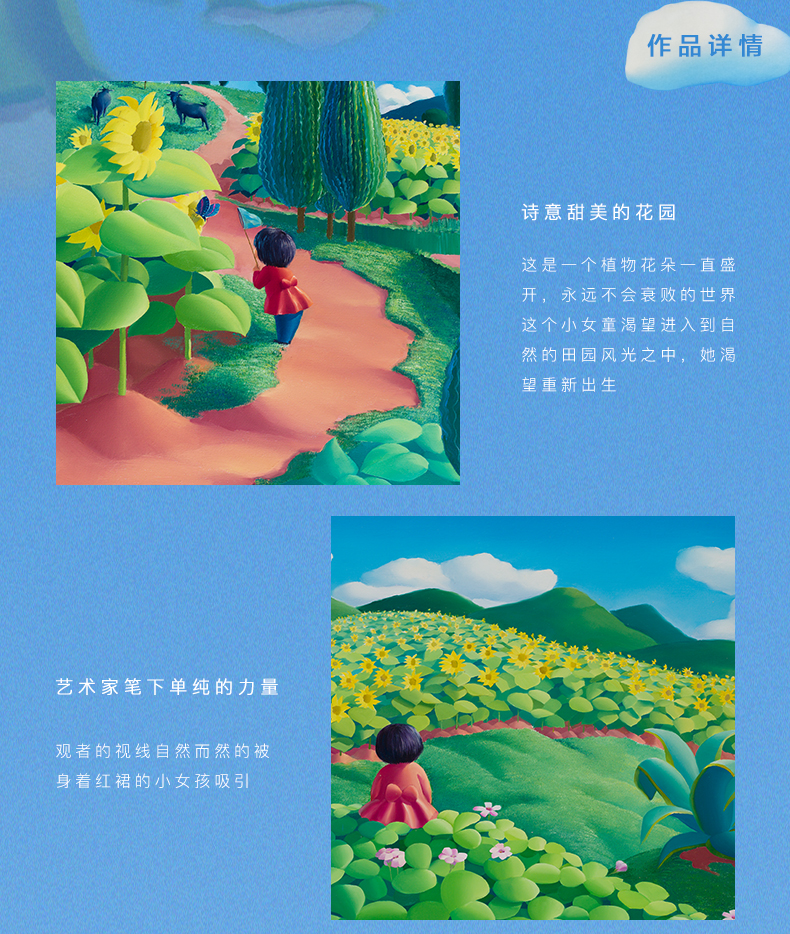 作品详情
诗意甜美的花园
这是一个植物花朵一直盛
开，永远不会衰败的世界
这个小女童渴望进入到自
然的田园风光之中，她渴
望重新出生
艺术家笔下单纯的力量
观者的视线自然而然的被
身着红裙的小女孩吸引